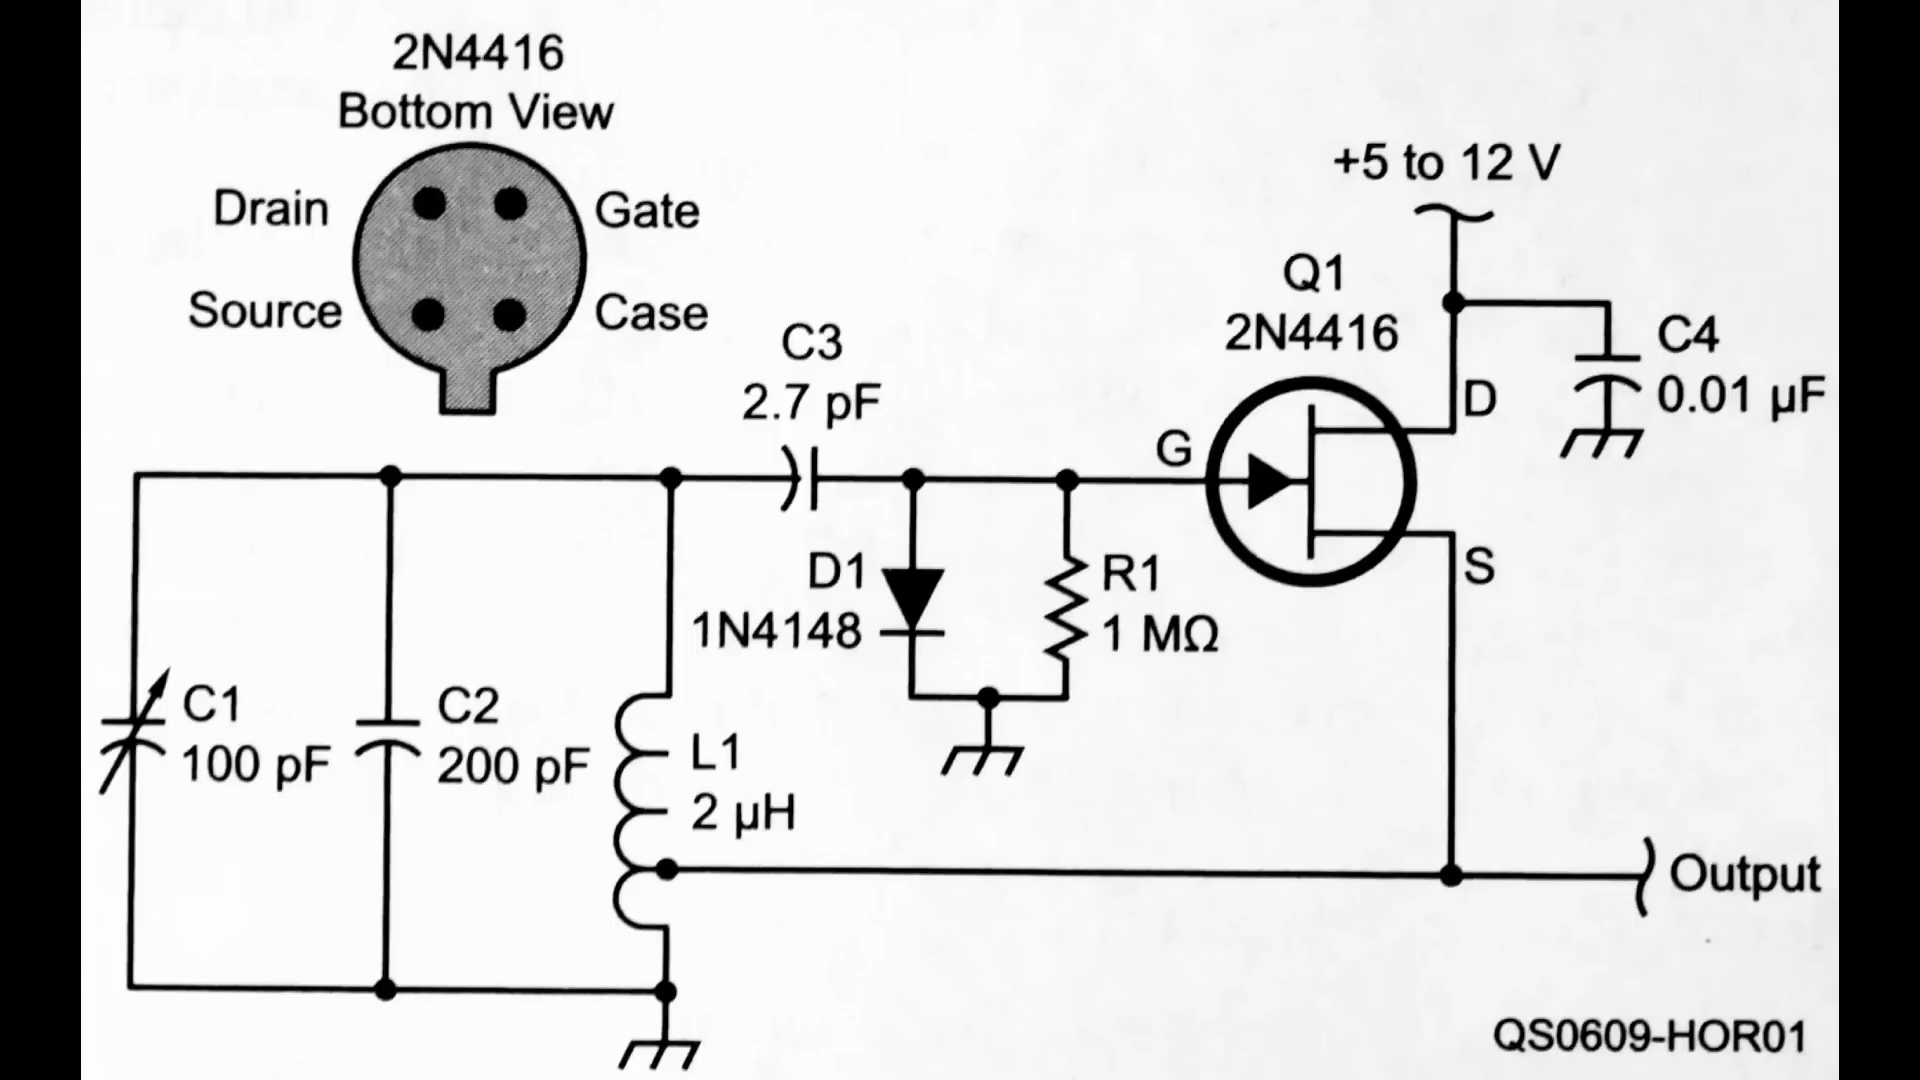 2N4416
Bottom View
Drain
Gate
Source
Case
+5 to 12 V
Q1
2N4416
C4
0.01 µF
D
G
S
C3
2.7 pF
D1
1N4148
R1
1 MΩ
C1
100 pF
C2
200 pF
L1
2 µH
Output
QS0609-HOR01